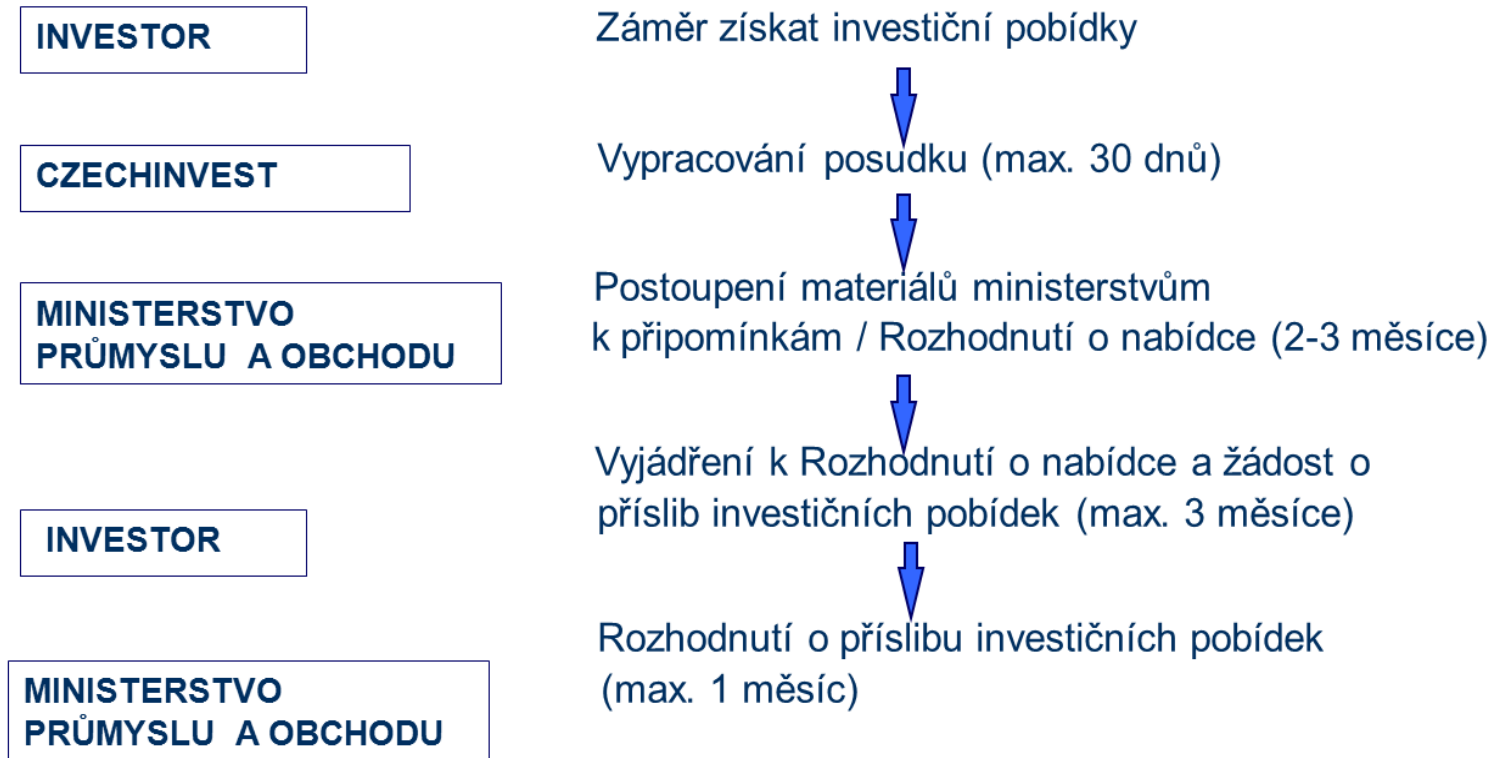 INVESTOR
Záměr získat investiční pobídky
CZECHINVEST
Vypracování posudku (max. 30 dnů)
MINISTERSTVO
PRŮMYSLU A OBCHODU
Postoupení materiálů ministerstvům
k připomínkám / Rozhodnutí o nabídce (2-3 měsíce)
INVESTOR
Vyjádření k Rozhodnutí o nabídce a žádost o
příslib investičních pobídek (max. 3 měsíce)
MINISTERSTVO
PRŮMYSLU A OBCHODU
Rozhodnutí o příslibu investičních pobídek
(max. 1 měsíc)